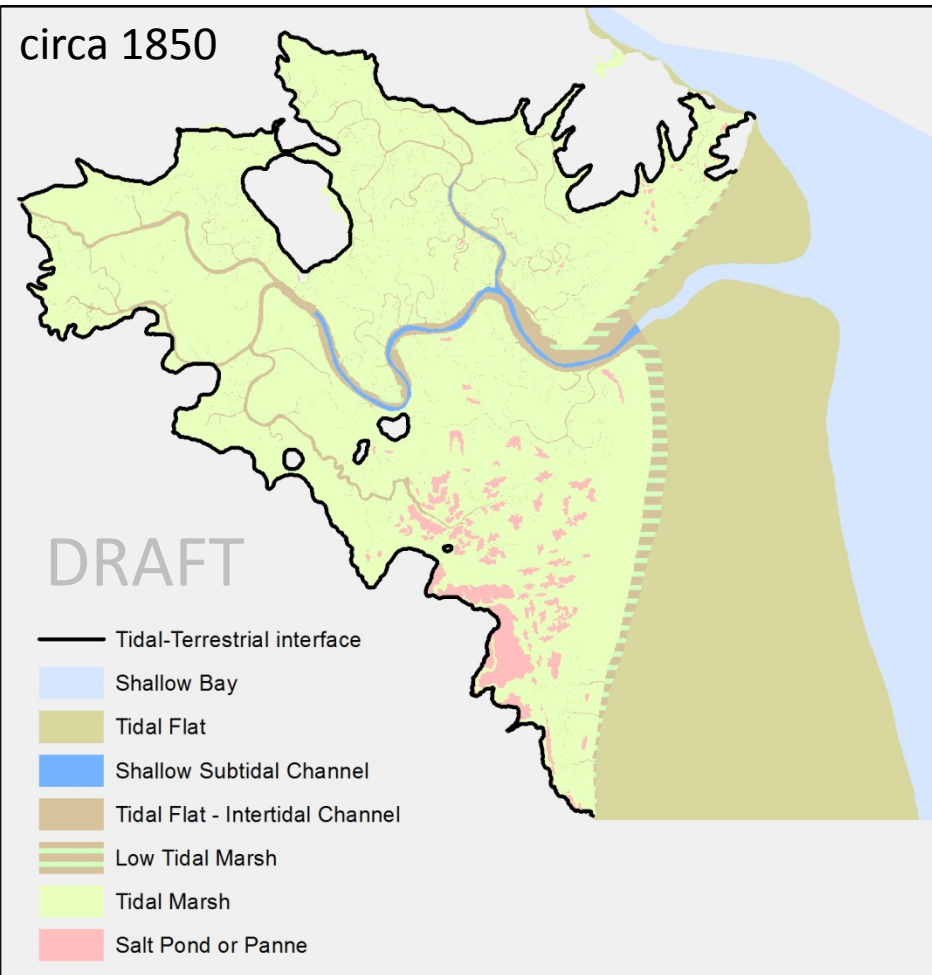 circa 1850
DRAFT
Tidal-Terrestrial interface
Shallow Bay
Tidal Flat
Shallow Subtidal Channel
Tidal Flat - Intertidal Channel
Low Tidal Marsh
Tidal Marsh
Salt Pond or Panne